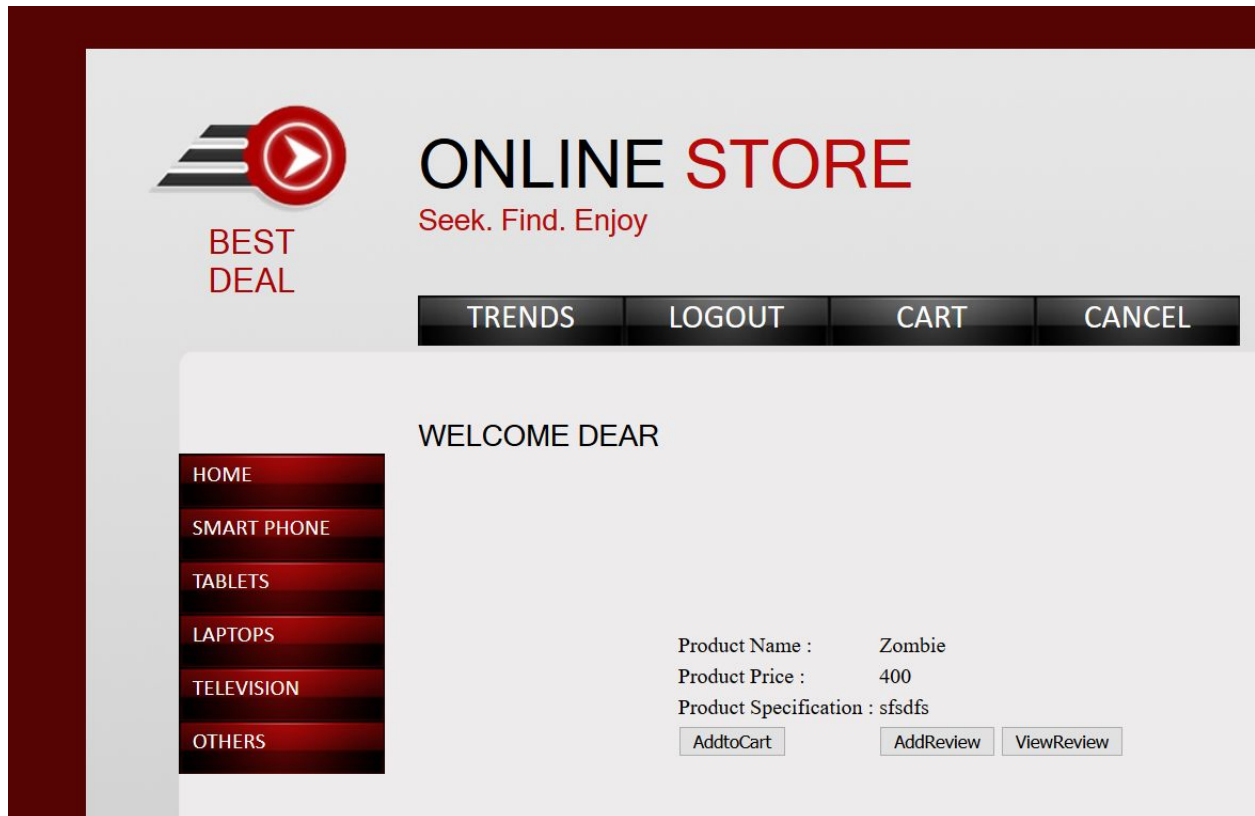 ONLINE STORE
Seek. Find. Enjoy
BEST
DEAL
TRENDS LOGOUT CART CANCEL
WELCOME DEAR
HOME
SMART PHONE
TABLETS
LAPTOPS
TELEVISION
OTHERS
Product Name : Zombie
Product Price : 400
Product Specification : sfsdfs
AddtoCart AddReview ViewReview